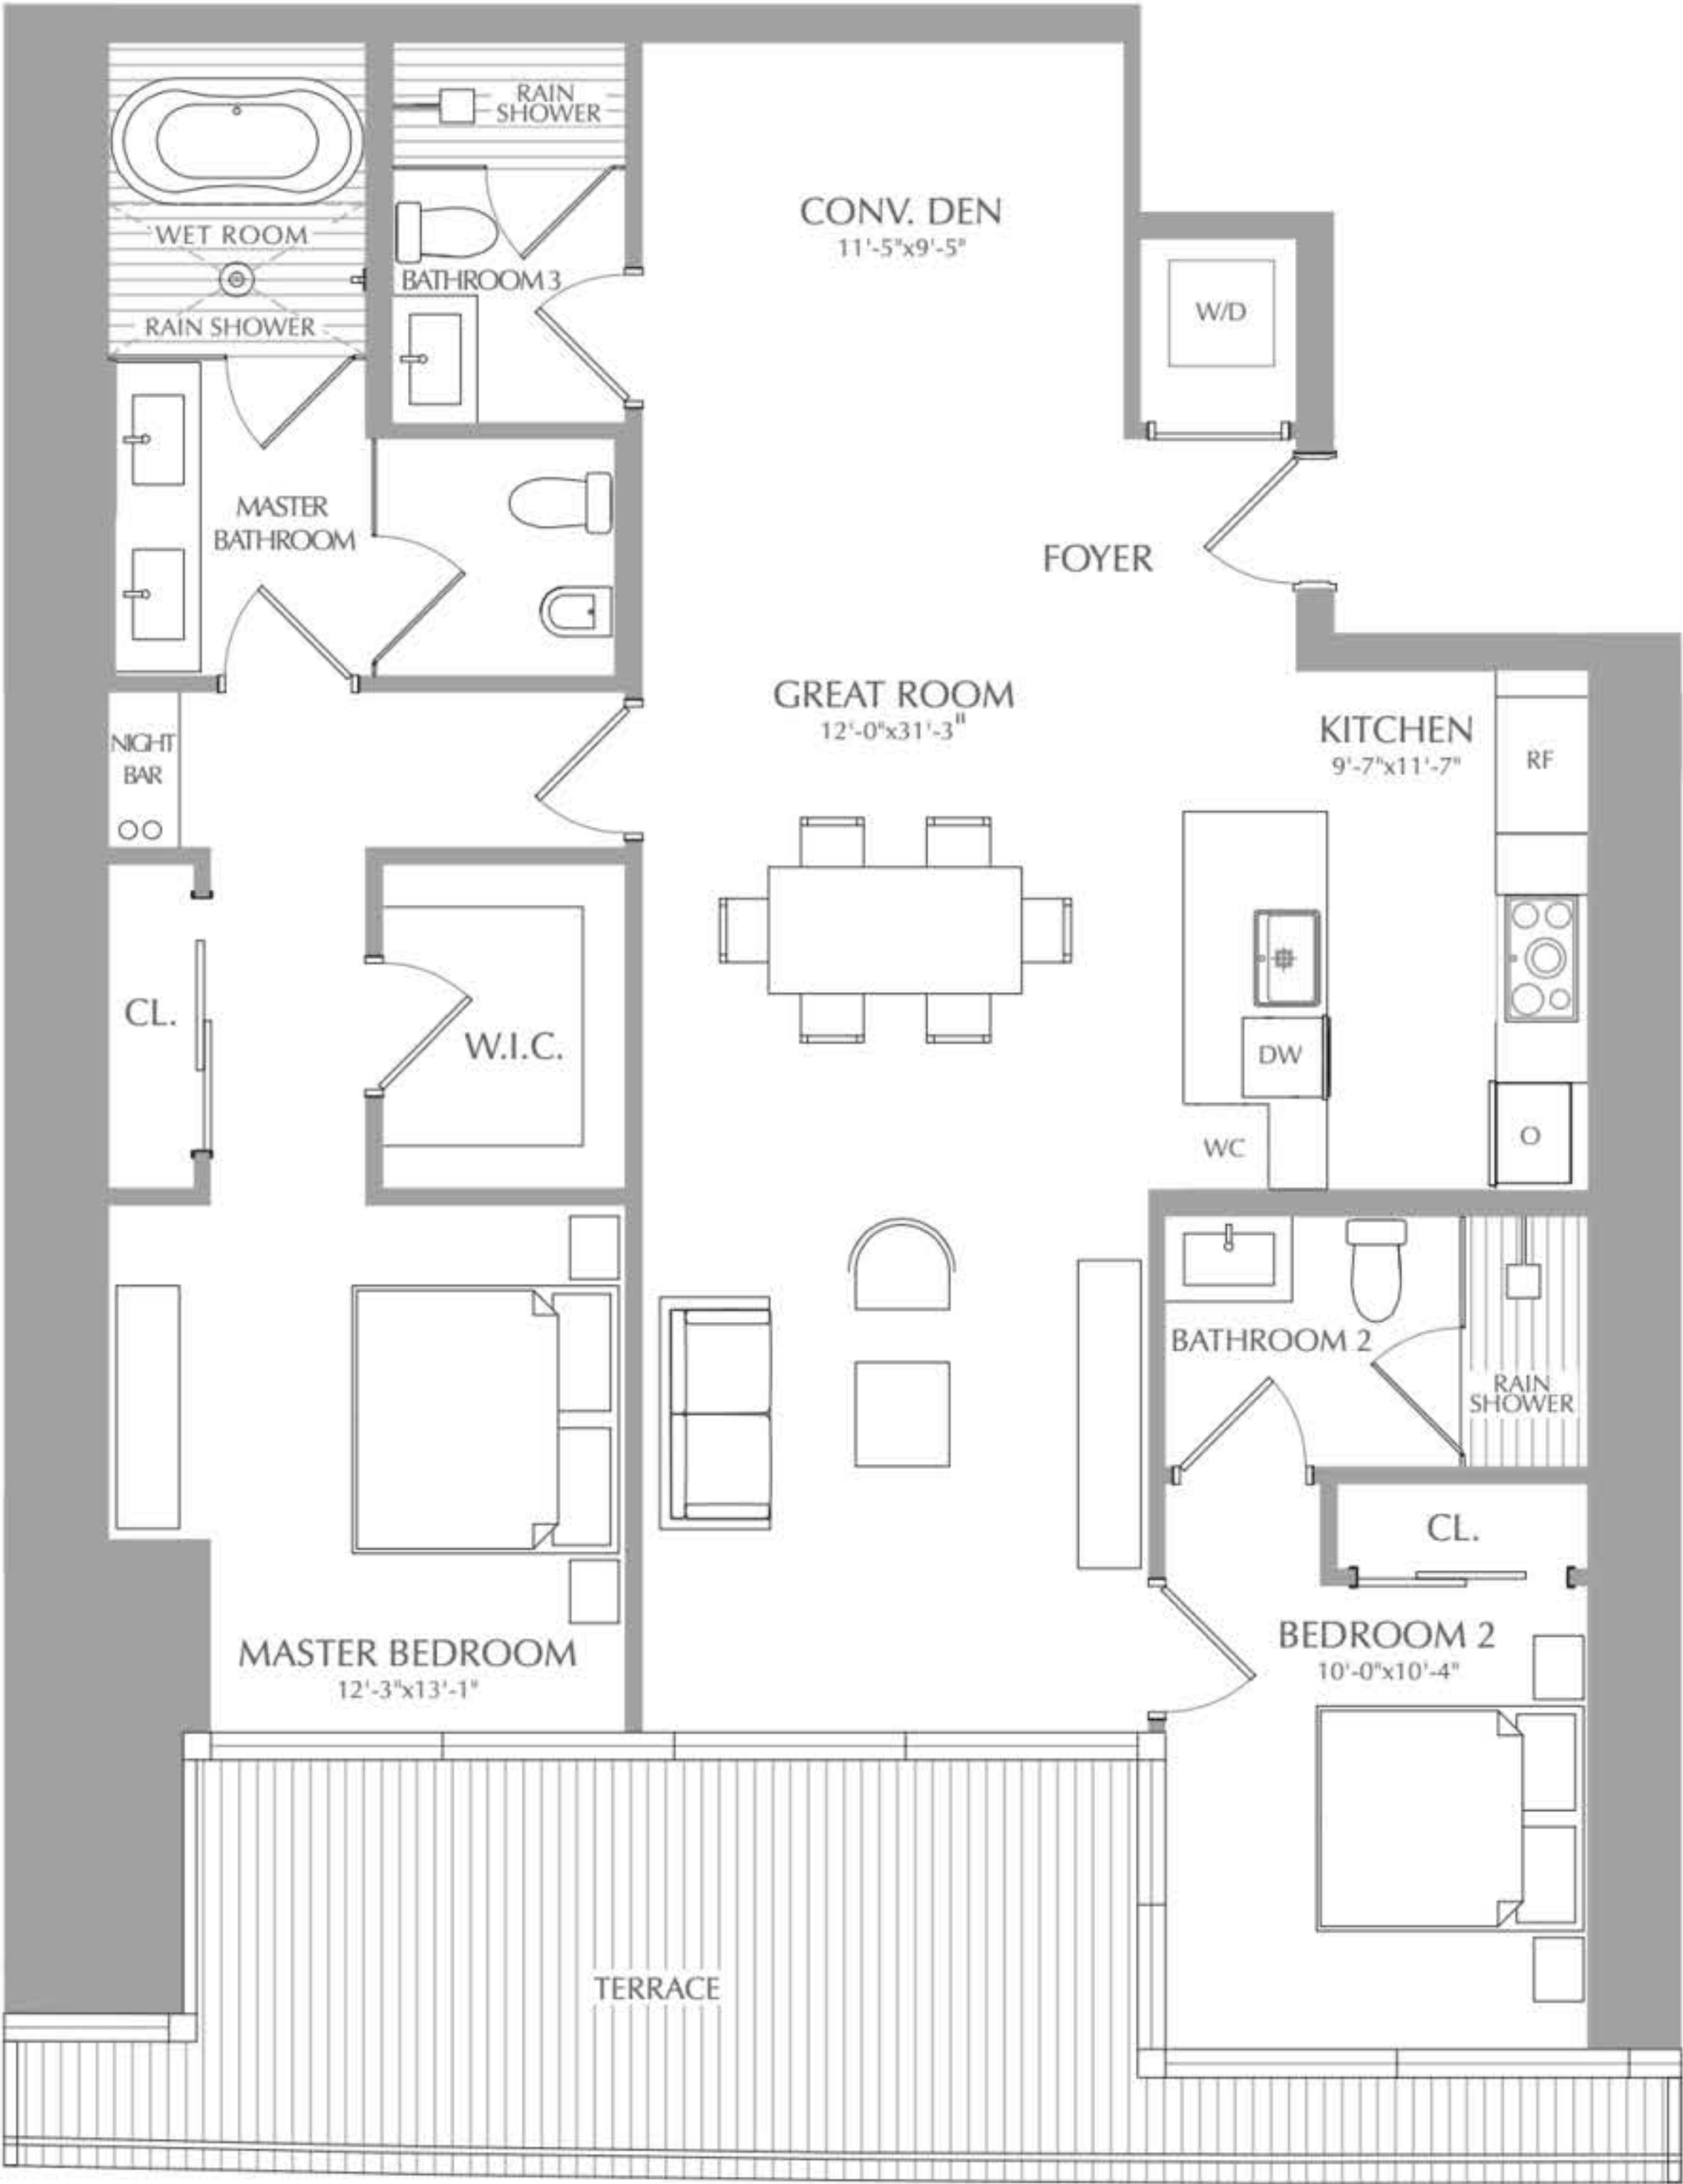 RAIN
SHOWER
WET ROOM
RAIN SHOWER
BATHROOM 3
CONV. DEN
11'-5"x9'-5"
W/D
MASTER
BATHROOM
FOYER
GREAT ROOM
12'-0"x31'-3"
KITCHEN
9'-7"x11'-7"
RF
NIGHT
BAR
CL.
W.I.C.
DW
WC
O
BATHROOM 2
RAIN
SHOWER
CL.
MASTER BEDROOM
12'-3"x13'-1"
BEDROOM 2
10'-0"x10'-4"
TERRACE